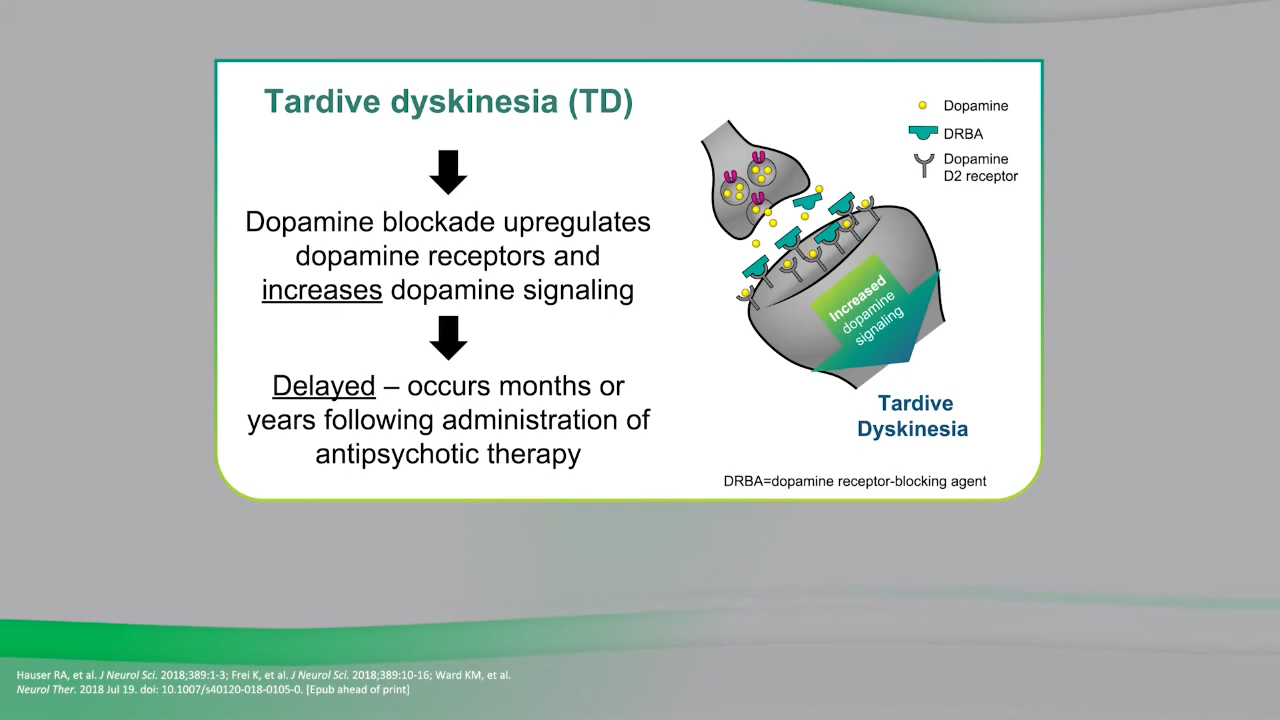 Tardive dyskinesia (TD)
Dopamine blockade upregulates
dopamine receptors and
increases dopamine signaling
Delayed – occurs months or
years following administration of
antipsychotic therapy
Dopamine
DRBA
Dopamine
D2 receptor
Increased
dopamine
signaling
Tardive
Dyskinesia
DRBA=dopamine receptor-blocking agent
Hauser RA, et al. J Neurol Sci. 2018;389:1-3; Frei K, et al. J Neurol Sci. 2018;389:10-16; Ward KM, et al.
Neurol Ther. 2018 Jul 19. doi: 10.1007/s40120-018-0105-0. [Epub ahead of print]